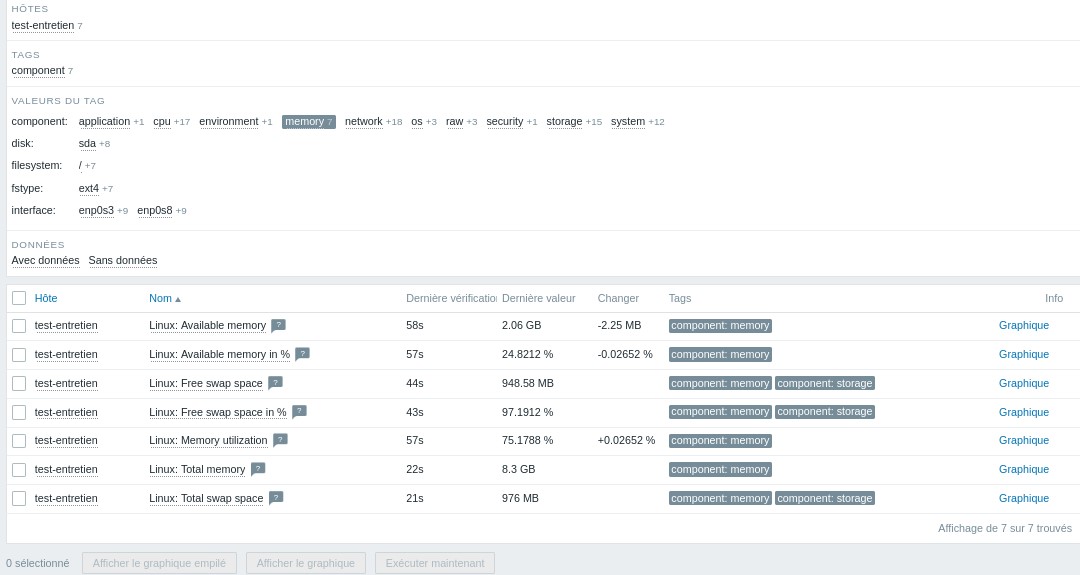 HÔTES
test-entretien 7
TAGS
component 7
VALEURS DU TAG
component: application +1 cpu +17 environment +1 memory 7 network +18 os +3 raw +3 security +1 storage +15 system +12
disk: sda +8
filesystem: / +7
fstype: ext4 +7
interface: enp0s3 +9 enp0s8 +9
DONNÉES
Avec données Sans données
Hôte Nom Dernière vérificatio Dernière valeur Changer Tags Info
test-entretien Linux: Available memory ? 58s 2.06 GB -2.25 MB component: memory Graphique
test-entretien Linux: Available memory in % ? 57s 24.8212 % -0.02652 % component: memory Graphique
test-entretien Linux: Free swap space ? 44s 948.58 MB component: memory component: storage Graphique
test-entretien Linux: Free swap space in % ? 43s 97.1912 % component: memory component: storage Graphique
test-entretien Linux: Memory utilization ? 57s 75.1788 % +0.02652 % component: memory Graphique
test-entretien Linux: Total memory ? 22s 8.3 GB component: memory Graphique
test-entretien Linux: Total swap space ? 21s 976 MB component: memory component: storage Graphique
Affichage de 7 sur 7 trouvés
0 sélectionné Afficher le graphique empilé Afficher le graphique Exécuter maintenant